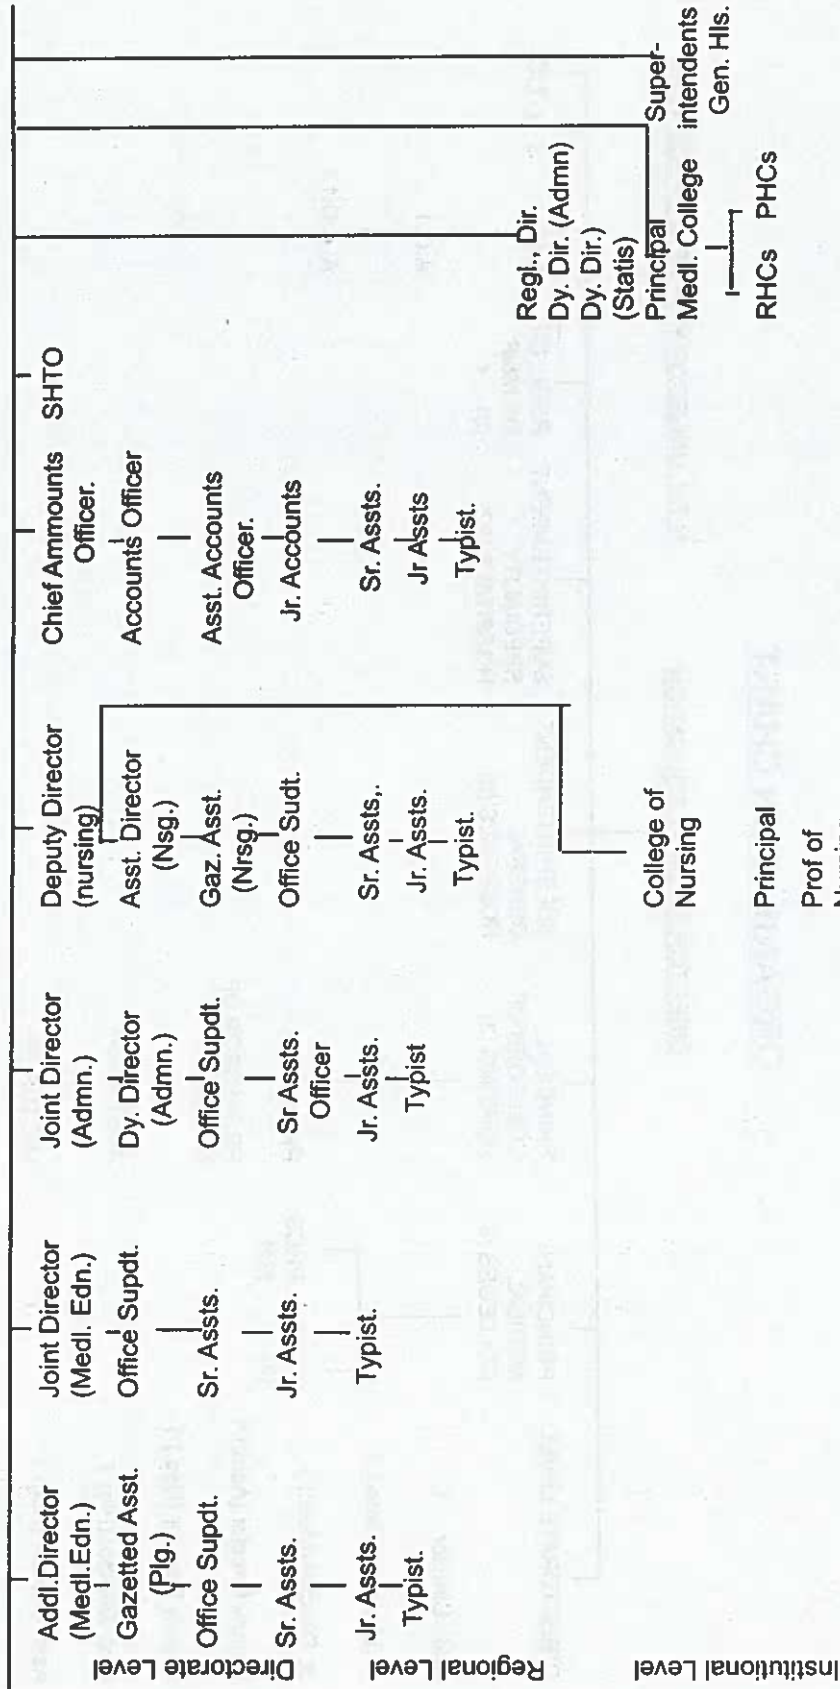 Addl.Director
(Medl.Edn.)
Gazetted Asst.
(Plg.)
Office Supdt.
Sr. Assts.
Jr. Assts.
Typist.
Joint Director
(Medl. Edn.)
Office Supdt.
Sr. Assts.
Jr. Assts.
Typist.
Joint Director
(Admn.)
Dy. Director
(Admn.)
Office Supdt.
Sr Assts.
Officer
Jr. Assts.
Typist
Deputy Director
(nursing)
Asst. Director
(Nsg.)
Gaz. Asst.
(Nrsg.)
Office Sudt.
Sr. Assts,.
Jr. Assts.
Typist.
College of
Nursing
Principal
Prof of
Chief Ammounts
Officer.
Accounts Officer
Asst. Accounts
Officer.
Jr. Accounts
Sr. Assts.
Jr Assts
Typist.
SHTO
Regl., Dir.
Dy. Dir. (Admn)
Dy. Dir.)
(Statis)
Principal
Medl. College
RHCs PHCs
Super-
intendents
Gen. Hls.
Directorate Level
Regional Level
Institutional Level